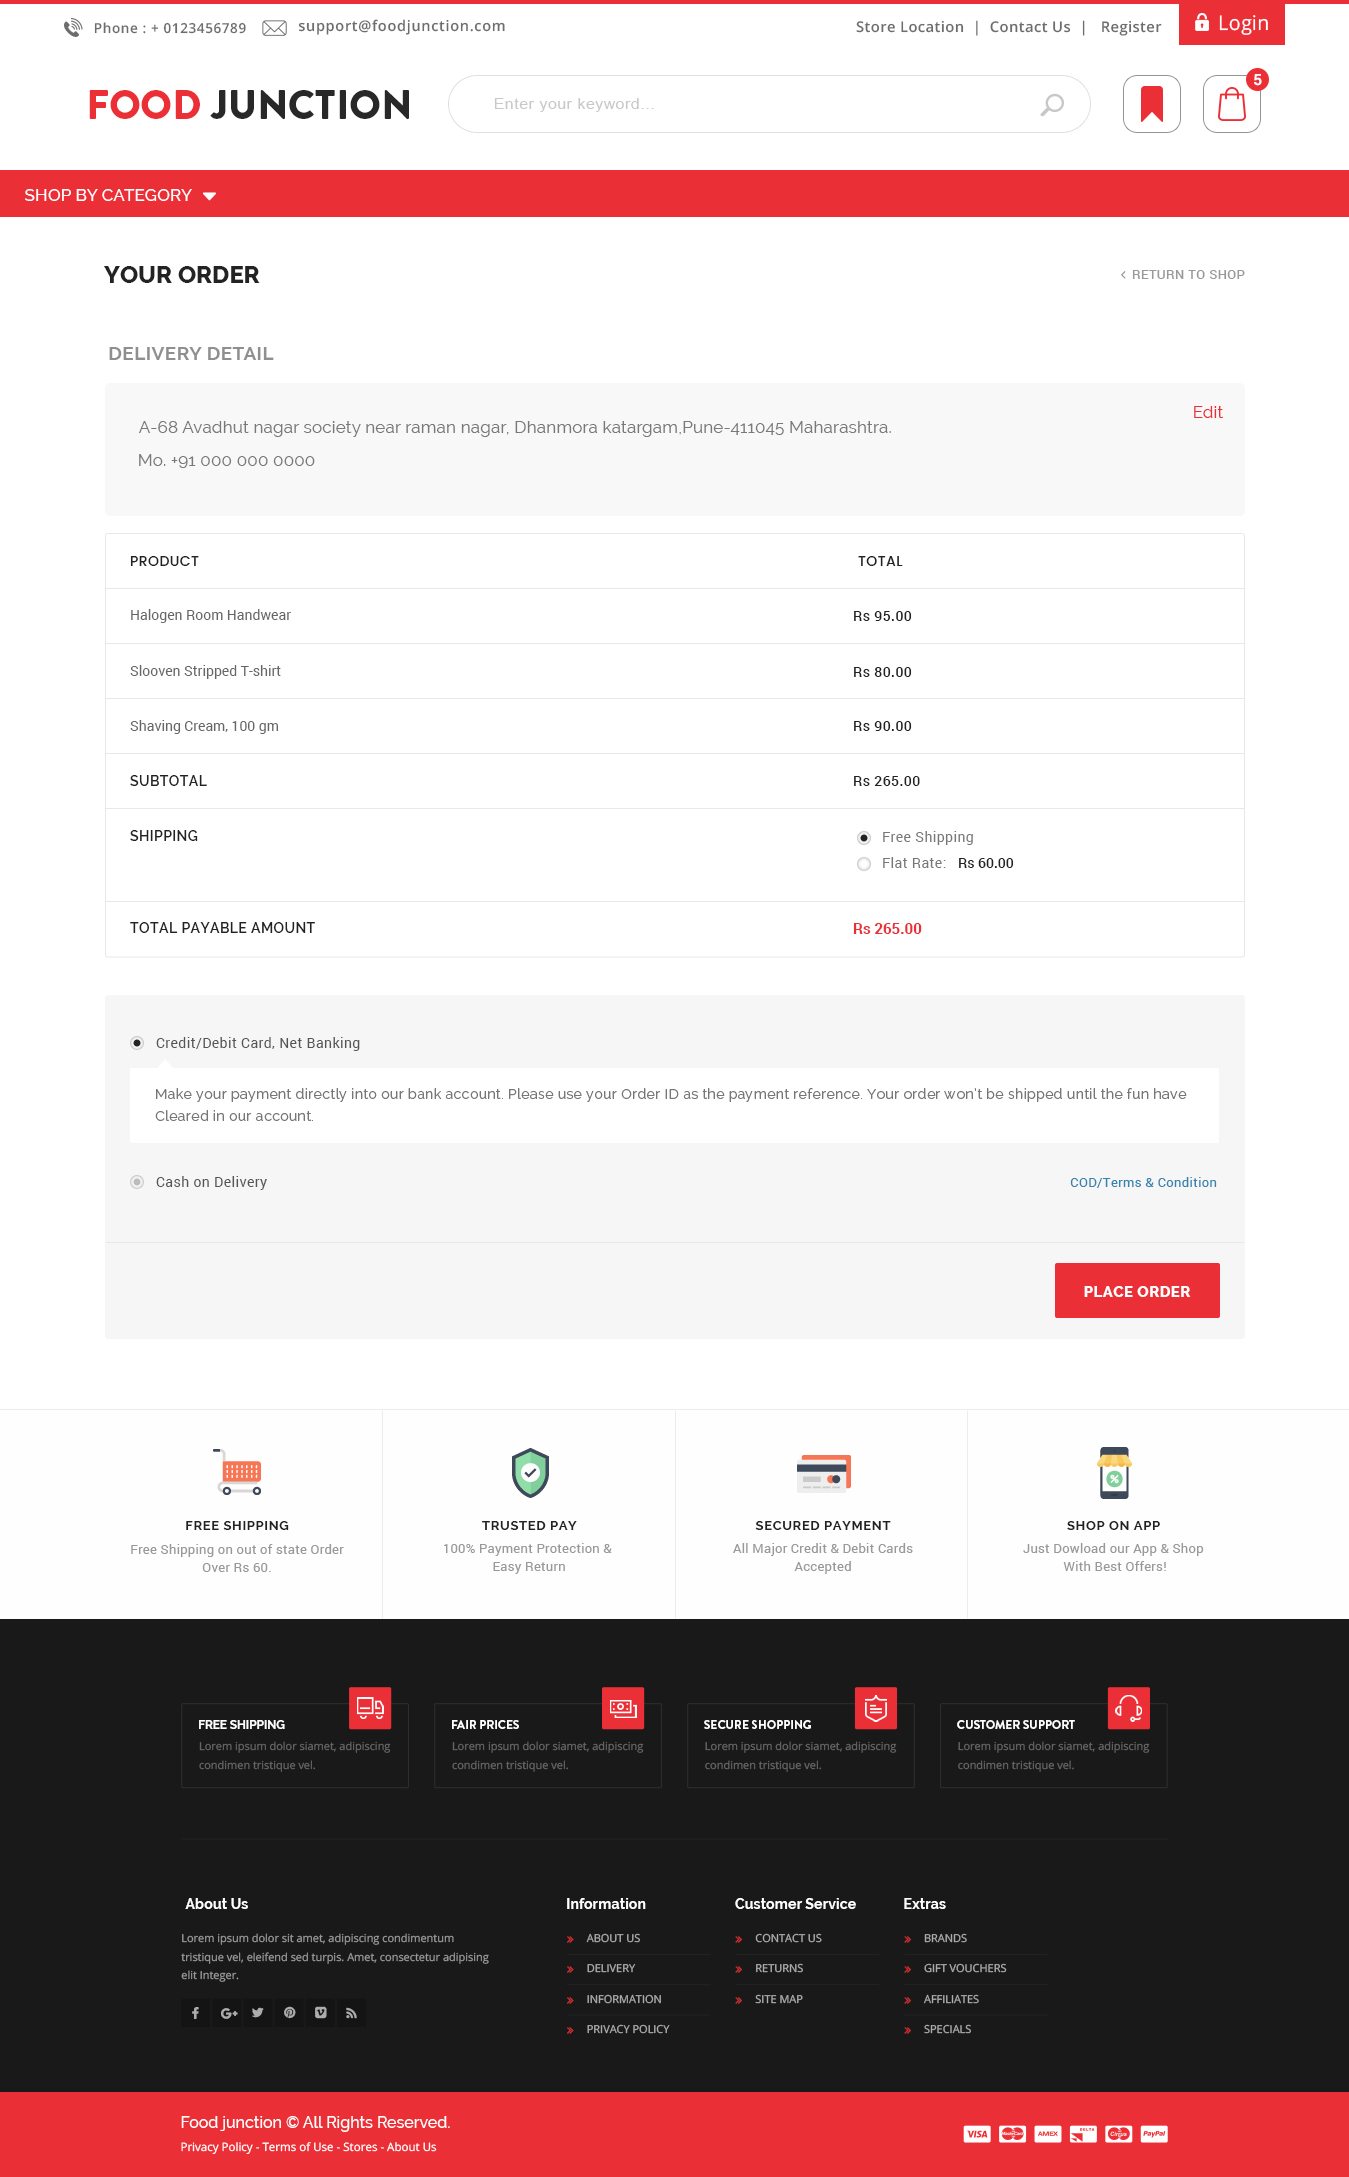 Phone : + 0123456789 support@foodjunction.com Store Location | Contact Us | Register Login
FOOD JUNCTION Enter your keyword... 5
SHOP BY CATEGORY
YOUR ORDER < RETURN TO SHOP
DELIVERY DETAIL
Edit
A-68 Avadhut nagar society near raman nagar, Dhanmora katargam,Pune-411045 Maharashtra.
Mo. +91 000 000 0000
PRODUCT TOTAL
Halogen Room Handwear Rs 95.00
Slooven Stripped T-shirt Rs 80.00
Shaving Cream, 100 gm Rs 90.00
SUBTOTAL Rs 265.00
SHIPPING Free Shipping
Flat Rate: Rs 60.00
TOTAL PAYABLE AMOUNT Rs 265.00
Credit/Debit Card, Net Banking
Make your payment directly into our bank account. Please use your Order ID as the payment reference. Your order won't be shipped until the fun have
Cleared in our account.
Cash on Delivery COD/Terms & Condition
PLACE ORDER
FREE SHIPPING
Free Shipping on out of state Order
Over Rs 60.
TRUSTED PAY
100% Payment Protection &
Easy Return
SECURED PAYMENT
All Major Credit & Debit Cards
Accepted
SHOP ON APP
Just Dowload our App & Shop
With Best Offers!
FREE SHIPPING
Lorem ipsum dolor siamet, adipiscing
condimen tristique vel.
FAIR PRICES
Lorem ipsum dolor siamet, adipiscing
condimen tristique vel.
SECURE SHOPPING
Lorem ipsum dolor siamet, adipiscing
condimen tristique vel.
CUSTOMER SUPPORT
Lorem ipsum dolor siamet, adipiscing
condimen tristique vel.
About Us
Lorem ipsum dolor sit amet, adipiscing condimentum
tristique vel, eleifend sed turpis. Amet, consectetur adipising
elit Integer.
Information
ABOUT US
DELIVERY
INFORMATION
PRIVACY POLICY
Customer Service
CONTACT US
RETURNS
SITE MAP
Extras
BRANDS
GIFT VOUCHERS
AFFILIATES
SPECIALS
Food junction © All Rights Reserved.
Privacy Policy - Terms of Use - Stores - About Us
VISA MasterCard AMEX DELTA Cirrus PayPal